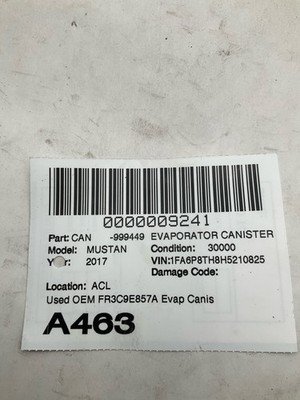 0000009241
Part: CAN -999449 EVAPORATOR CANISTER
Model: MUSTAN Condition: 30000
Year: 2017 VIN:1FA6P8TH8H5210825
Damage Code:
Location: ACL
Used OEM FR3C9E857A Evap Canis
A463